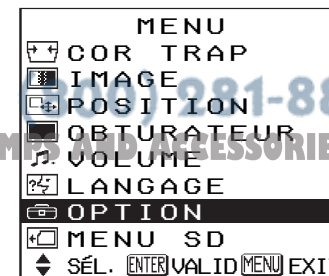 MENU
COR TRAP
IMAGE
POSITION
OBTURATEUR
VOLUME
LANGAGE
OPTION
MENU SD
SÉL. ENTER VALID MENU EXI
(800) 281-88
MPS AND ACCESSORIE